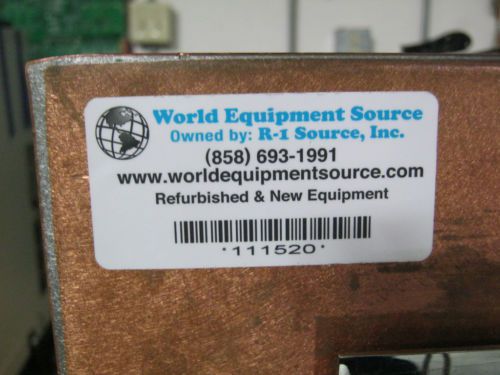 World Equipment Source
Owned by: R-1 Source, Inc.
(858) 693-1991
www.worldequipmentsource.com
Refurbished & New Equipment
*111520*